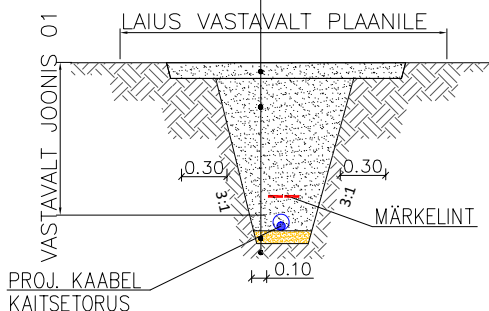 LAIUS VASTAVALT PLAANILE
VASTAVALT JOONIS 01
0.30
0.30
3:1
3:1
MÄRKELINT
0.10
PROJ. KAABEL
KAITSETORUS